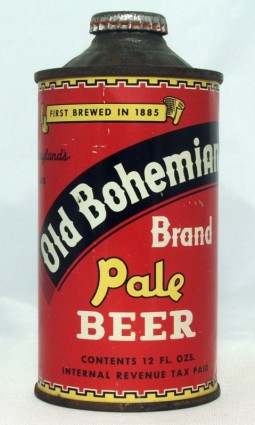 FIRST BREWED IN 1885
Old Bohemian
Brand
Pale
BEER
CONTENTS 12 FL. OZS.
INTERNAL REVENUE TAX PAID